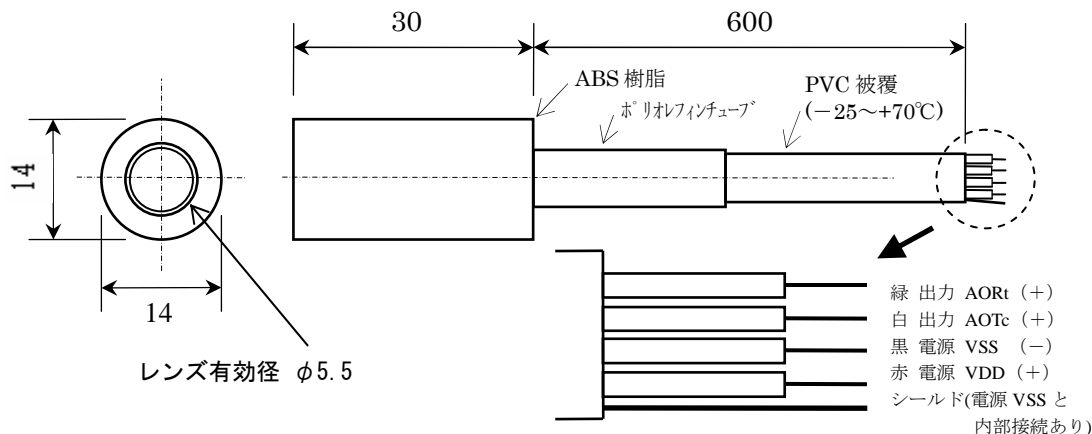 30
600
ABS 樹脂
ポリオレフィンチューブ
PVC 被覆
(－25～+70℃)
14
14
レンズ有効径 φ5.5
緑 出力 AORt (＋)
白 出力 AOTc (＋)
黒 電源 VSS (－)
赤 電源 VDD (＋)
シールド(電源 VSS と
内部接続あり)